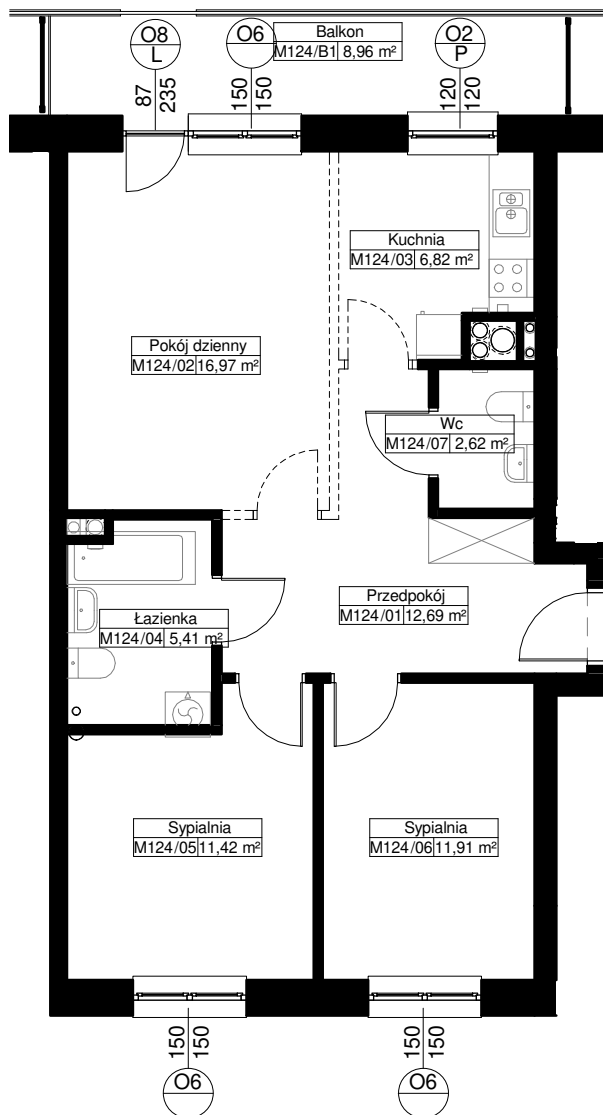 O8
L
O6
Balkon
M124/B1 8,96 m²
O2
P
87
235
150
150
120
120
Kuchnia
M124/03 6,82 m²
Pokój dzienny
M124/02 16,97 m²
Wc
M124/07 2,62 m²
Przedpokój
M124/01 12,69 m²
Łazienka
M124/04 5,41 m²
Sypialnia
M124/05 11,42 m²
Sypialnia
M124/06 11,91 m²
150
150
150
150
O6
O6